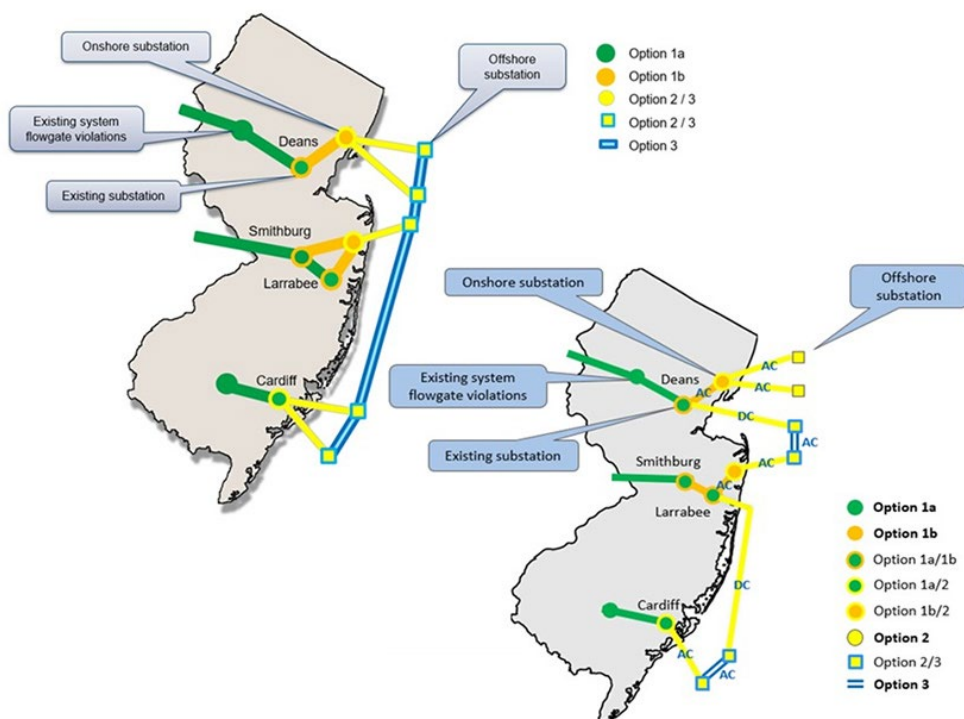 Onshore substation
Offshore
substation
Existing system
flowgate violations
Existing substation
Deans
Smithburg
Larrabee
Cardiff
Option 1a
Option 1b
Option 2 / 3
Option 2 / 3
Option 3
Onshore substation
Offshore
substation
Existing system
flowgate violations
Existing substation
Deans
AC
AC
AC
DC
AC
AC
Smithburg
AC
Larrabee
DC
Cardiff
AC
AC
Option 1a
Option 1b
Option 1a/1b
Option 1a/2
Option 1b/2
Option 2
Option 2/3
Option 3